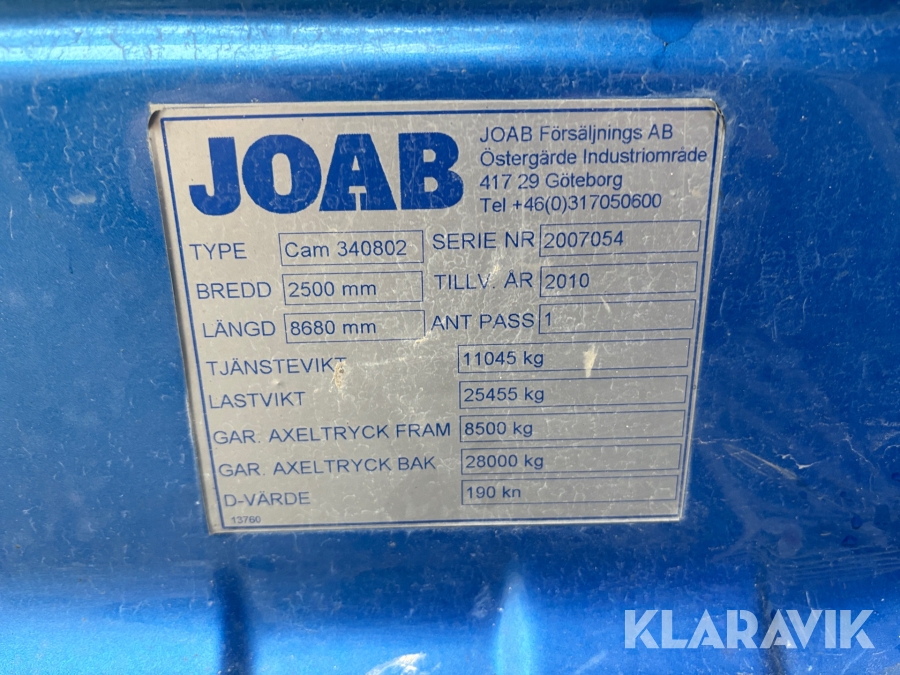 JOAB
JOAB Försäljnings AB
Östergärde Industriområde
417 29 Göteborg
Tel +46(0)317050600
TYPE Cam 340802 SERIE NR 2007054
BREDD 2500 mm TILLV. ÅR 2010
LÄNGD 8680 mm ANT PASS 1
TJÄNSTEVIKT 11045 kg
LASTVIKT 25455 kg
GAR. AXELTRYCK FRAM 8500 kg
GAR. AXELTRYCK BAK 28000 kg
D-VÄRDE 190 kn
13760
KLARAVIK